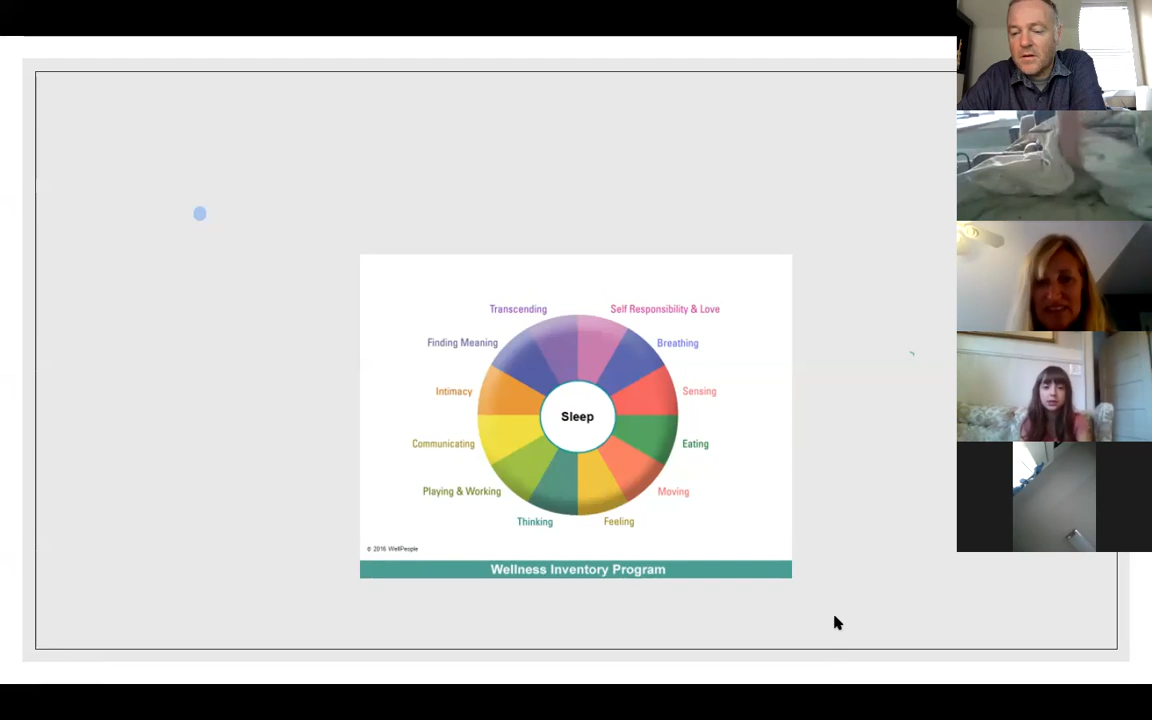 Transcending
Self Responsibility & Love
Finding Meaning
Breathing
Intimacy
Sensing
Sleep
Communicating
Eating
Playing & Working
Moving
Thinking
Feeling
© 2016 WellPeople
Wellness Inventory Program